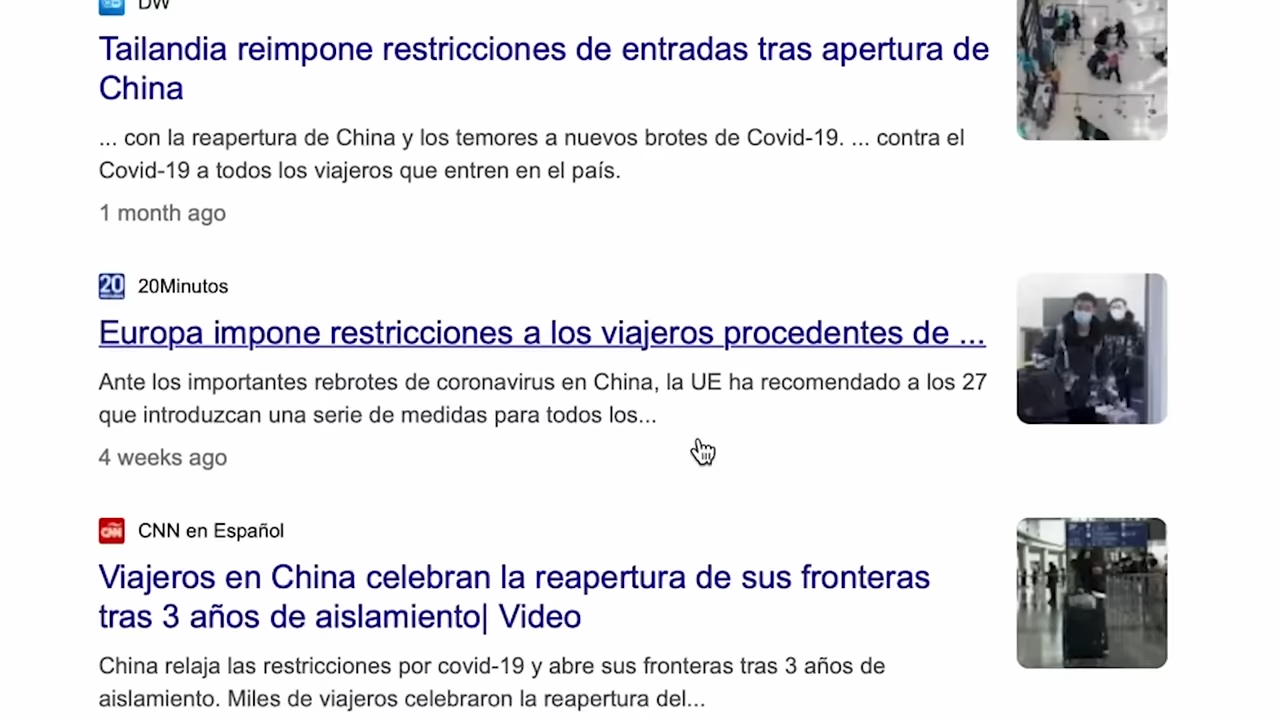 DW
Tailandia reimpone restricciones de entradas tras apertura de
China
... con la reapertura de China y los temores a nuevos brotes de Covid-19. ... contra el
Covid-19 a todos los viajeros que entren en el país.
1 month ago
20 20Minutos
Europa impone restricciones a los viajeros procedentes de ...
Ante los importantes rebrotes de coronavirus en China, la UE ha recomendado a los 27
que introduzcan una serie de medidas para todos los...
4 weeks ago
CNN CNN en Español
Viajeros en China celebran la reapertura de sus fronteras
tras 3 años de aislamiento| Video
China relaja las restricciones por covid-19 y abre sus fronteras tras 3 años de
aislamiento. Miles de viajeros celebraron la reapertura del...